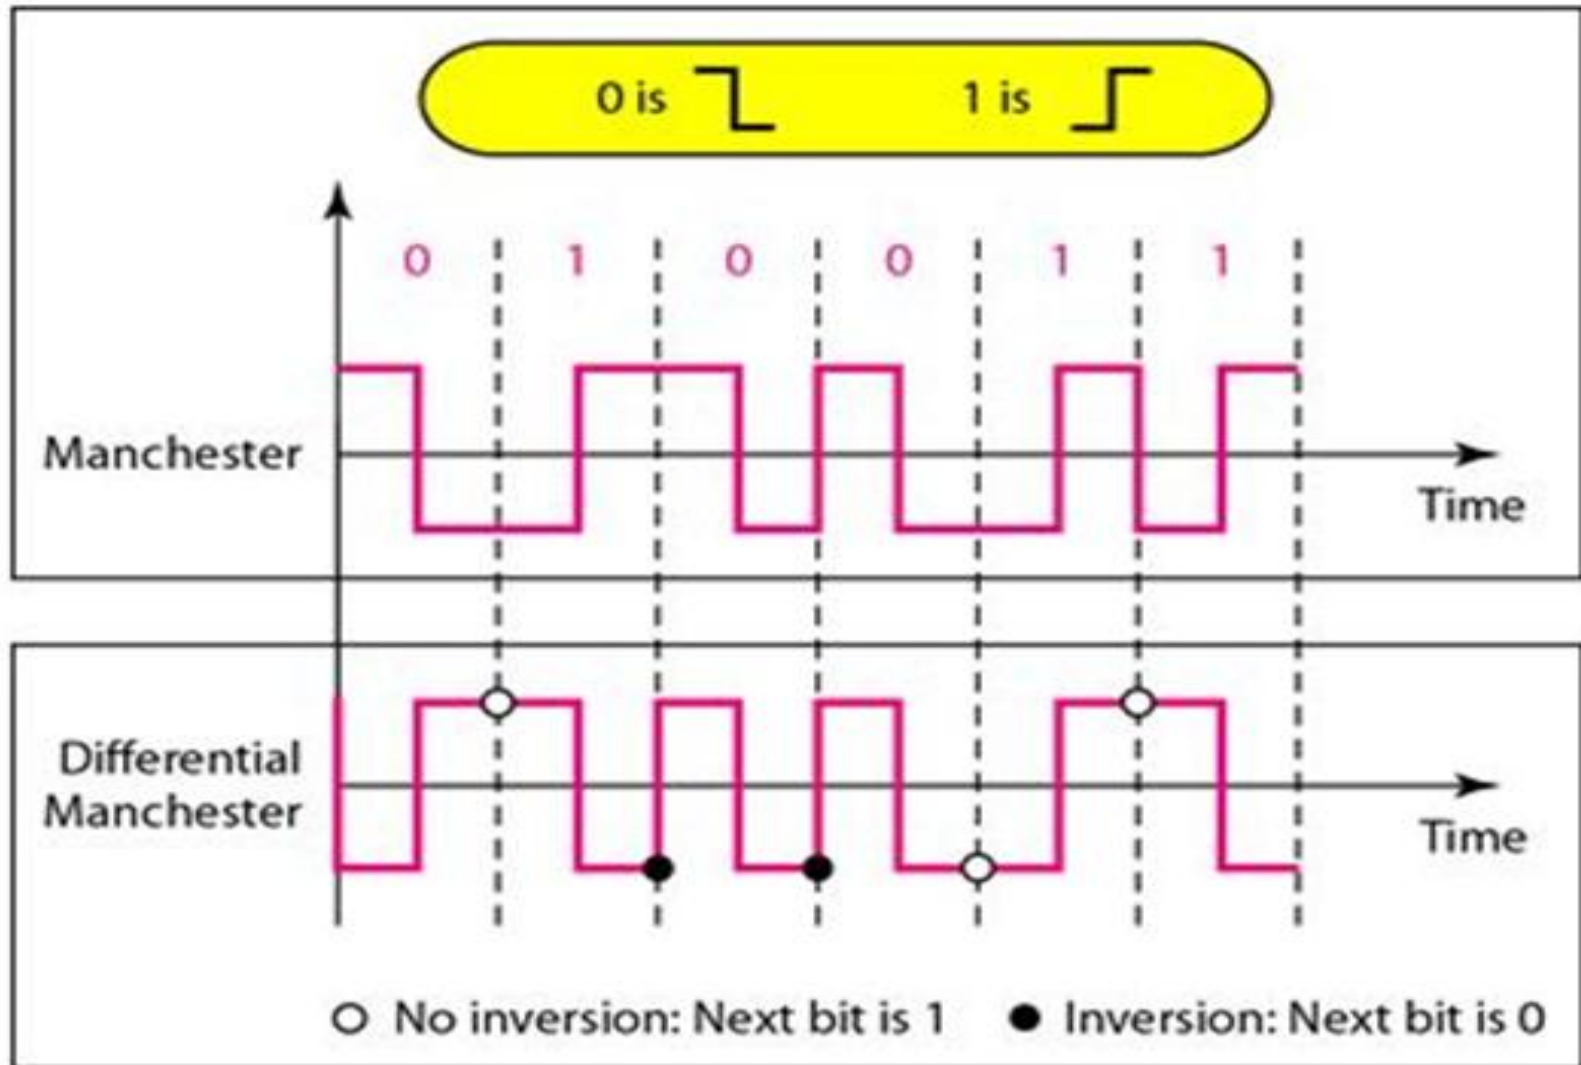 0 is 1 is
0 1 0 0 1 1
Manchester
Time
Differential
Manchester
Time
No inversion: Next bit is 1 Inversion: Next bit is 0